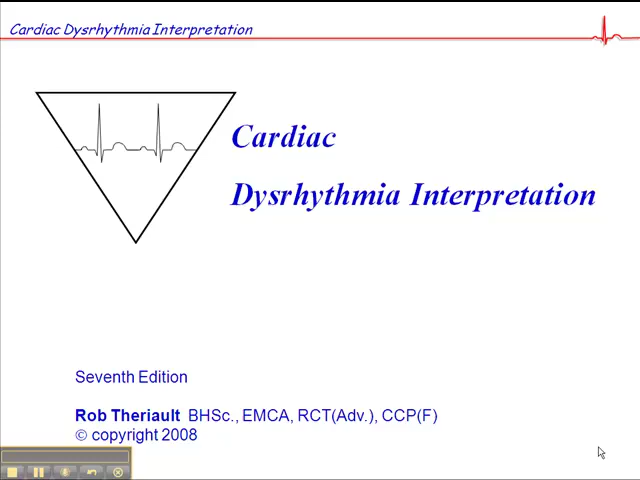 Cardiac Dysrhythmia Interpretation
Cardiac
Dysrhythmia Interpretation
Seventh Edition
Rob Theriault BHSc., EMCA, RCT(Adv.), CCP(F)
© copyright 2008